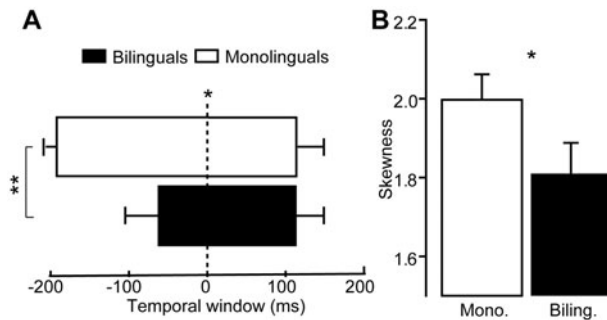 A
Bilinguals Monolinguals
*
**
-200 -100 0 100 200
Temporal window (ms)
B
2.2
*
2.0
1.8
1.6
Skewness
Mono. Biling.